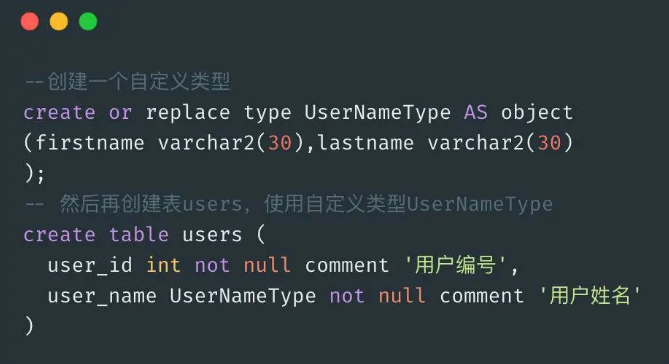 --创建一个自定义类型
create or replace type UserNameType AS object
(firstname varchar2(30),lastname varchar2(30)
);
-- 然后再创建表users，使用自定义类型UserNameType
create table users (
  user_id int not null comment '用户编号',
  user_name UserNameType not null comment '用户姓名'
)